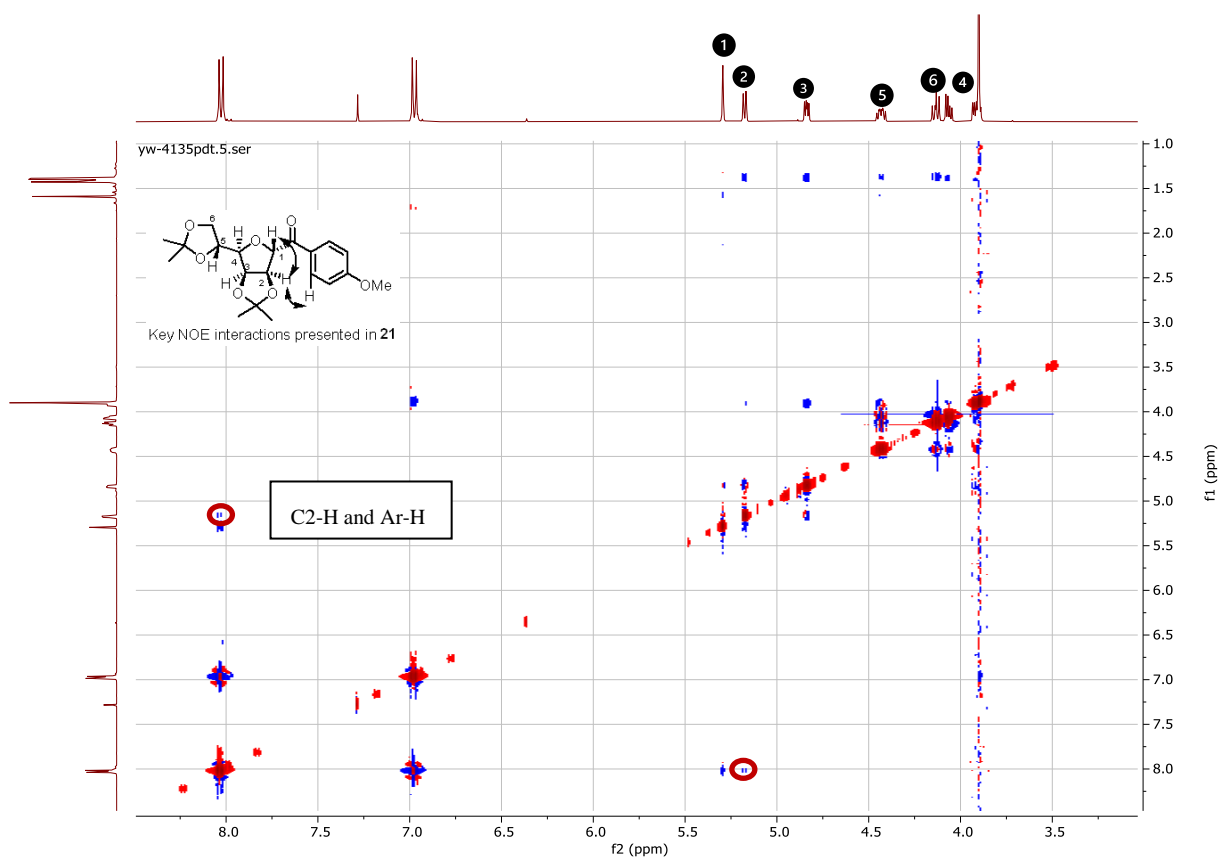 1 2 3 5 6 4
yw-4135pdt.5.ser
6
O
O
5
H
H
4
O
H
1
O
3
2
H
H
H
O
O
OMe
Key NOE interactions presented in 21
C2-H and Ar-H
1.0
1.5
2.0
2.5
3.0
3.5
4.0
4.5
5.0
5.5
6.0
6.5
7.0
7.5
8.0
f1 (ppm)
8.0 7.5 7.0 6.5 6.0 5.5 5.0 4.5 4.0 3.5
f2 (ppm)